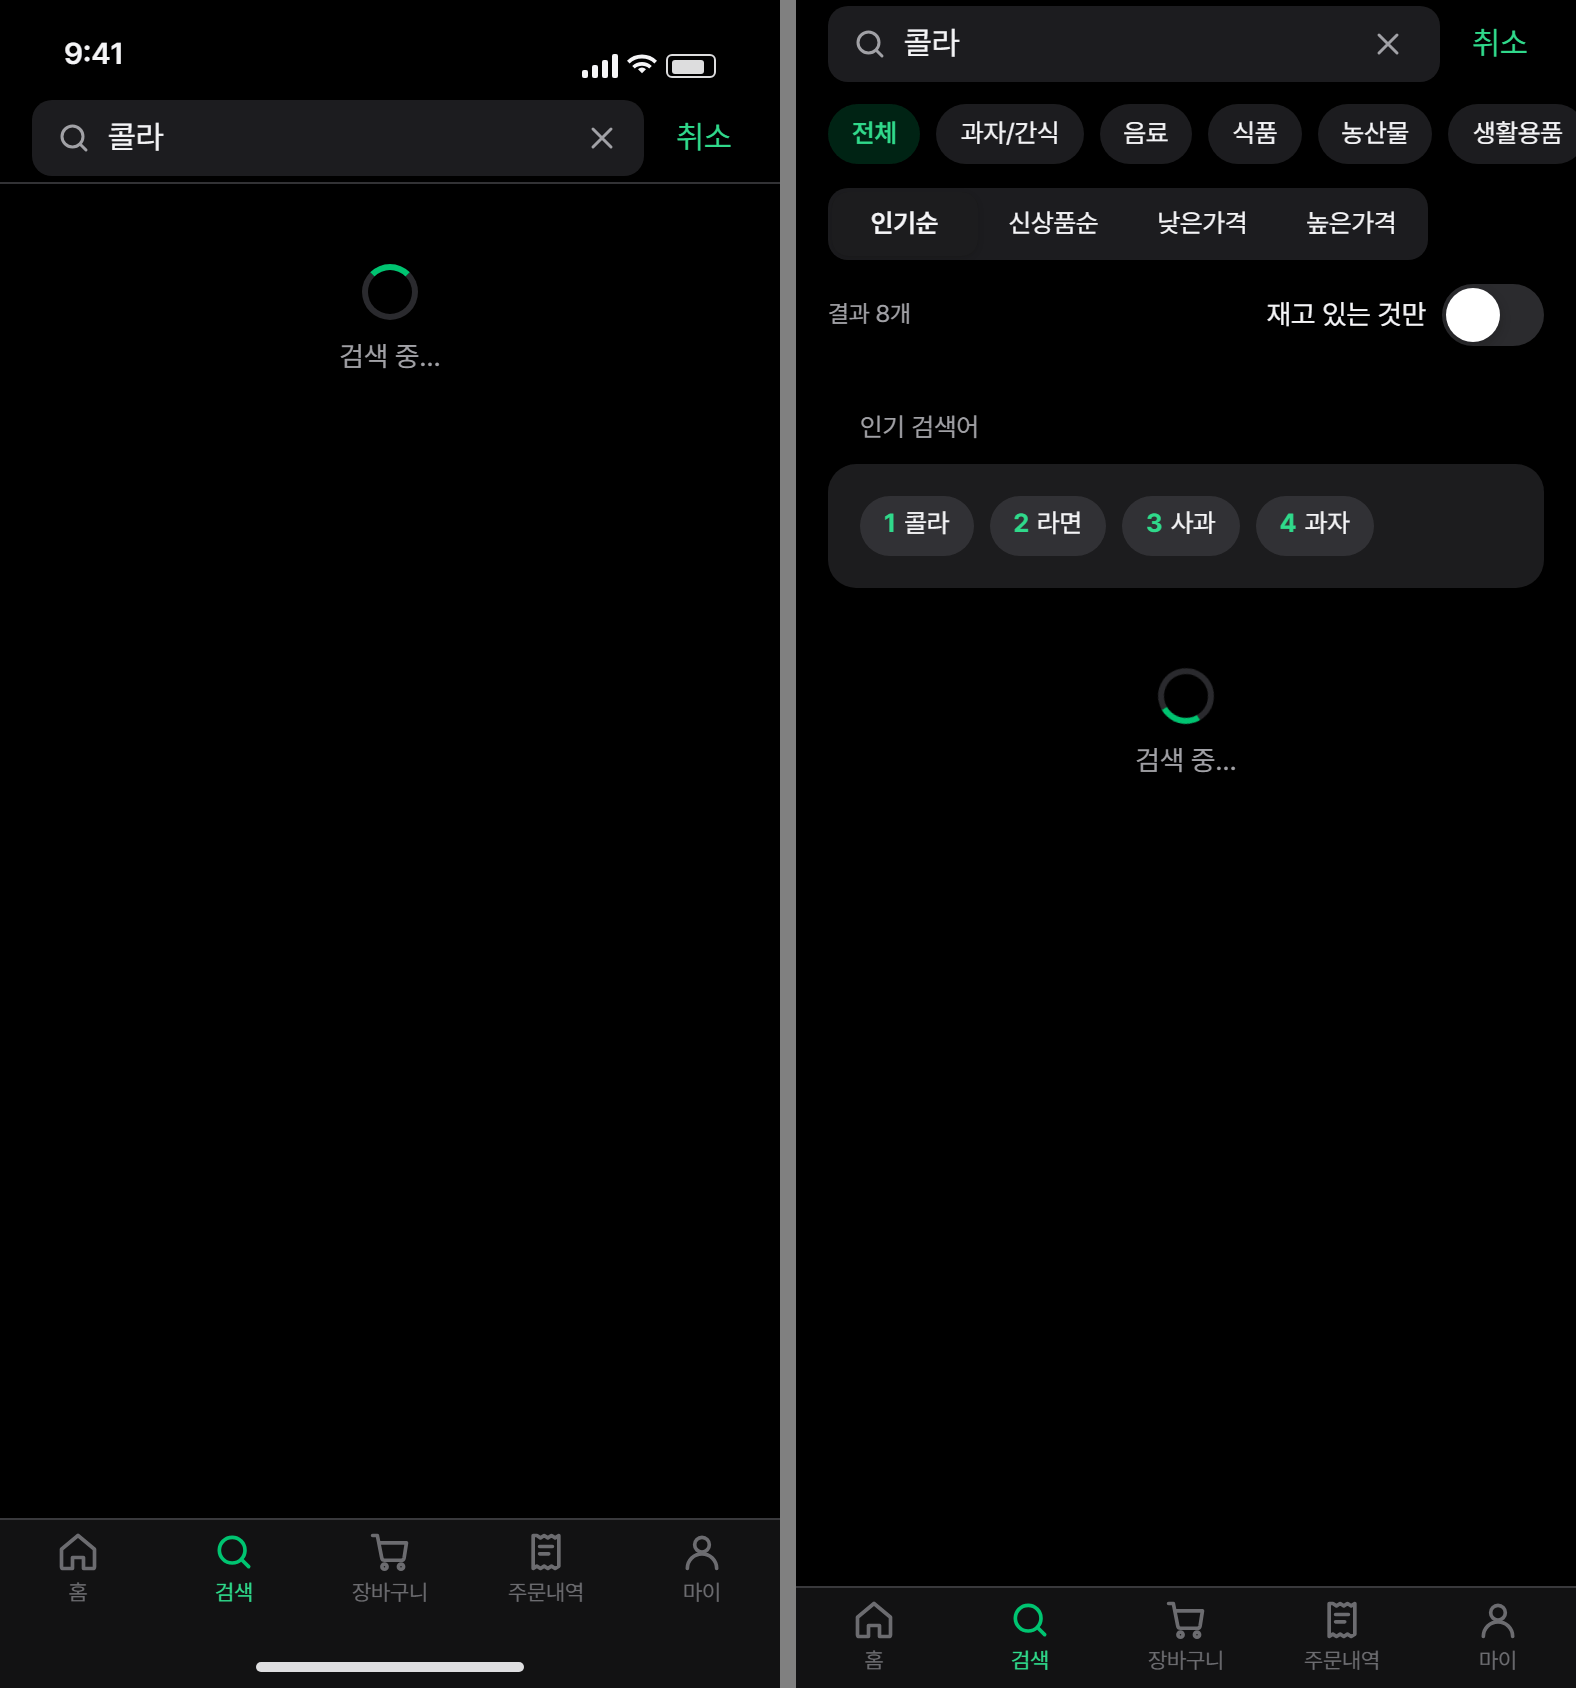 9:41
콜라
취소
검색 중...
홈
검색
장바구니
주문내역
마이
콜라
취소
전체
과자/간식
음료
식품
농산물
생활용품
인기순
신상품순
낮은가격
높은가격
결과 8개
재고 있는 것만
인기 검색어
1 콜라
2 라면
3 사과
4 과자
검색 중...
홈
검색
장바구니
주문내역
마이